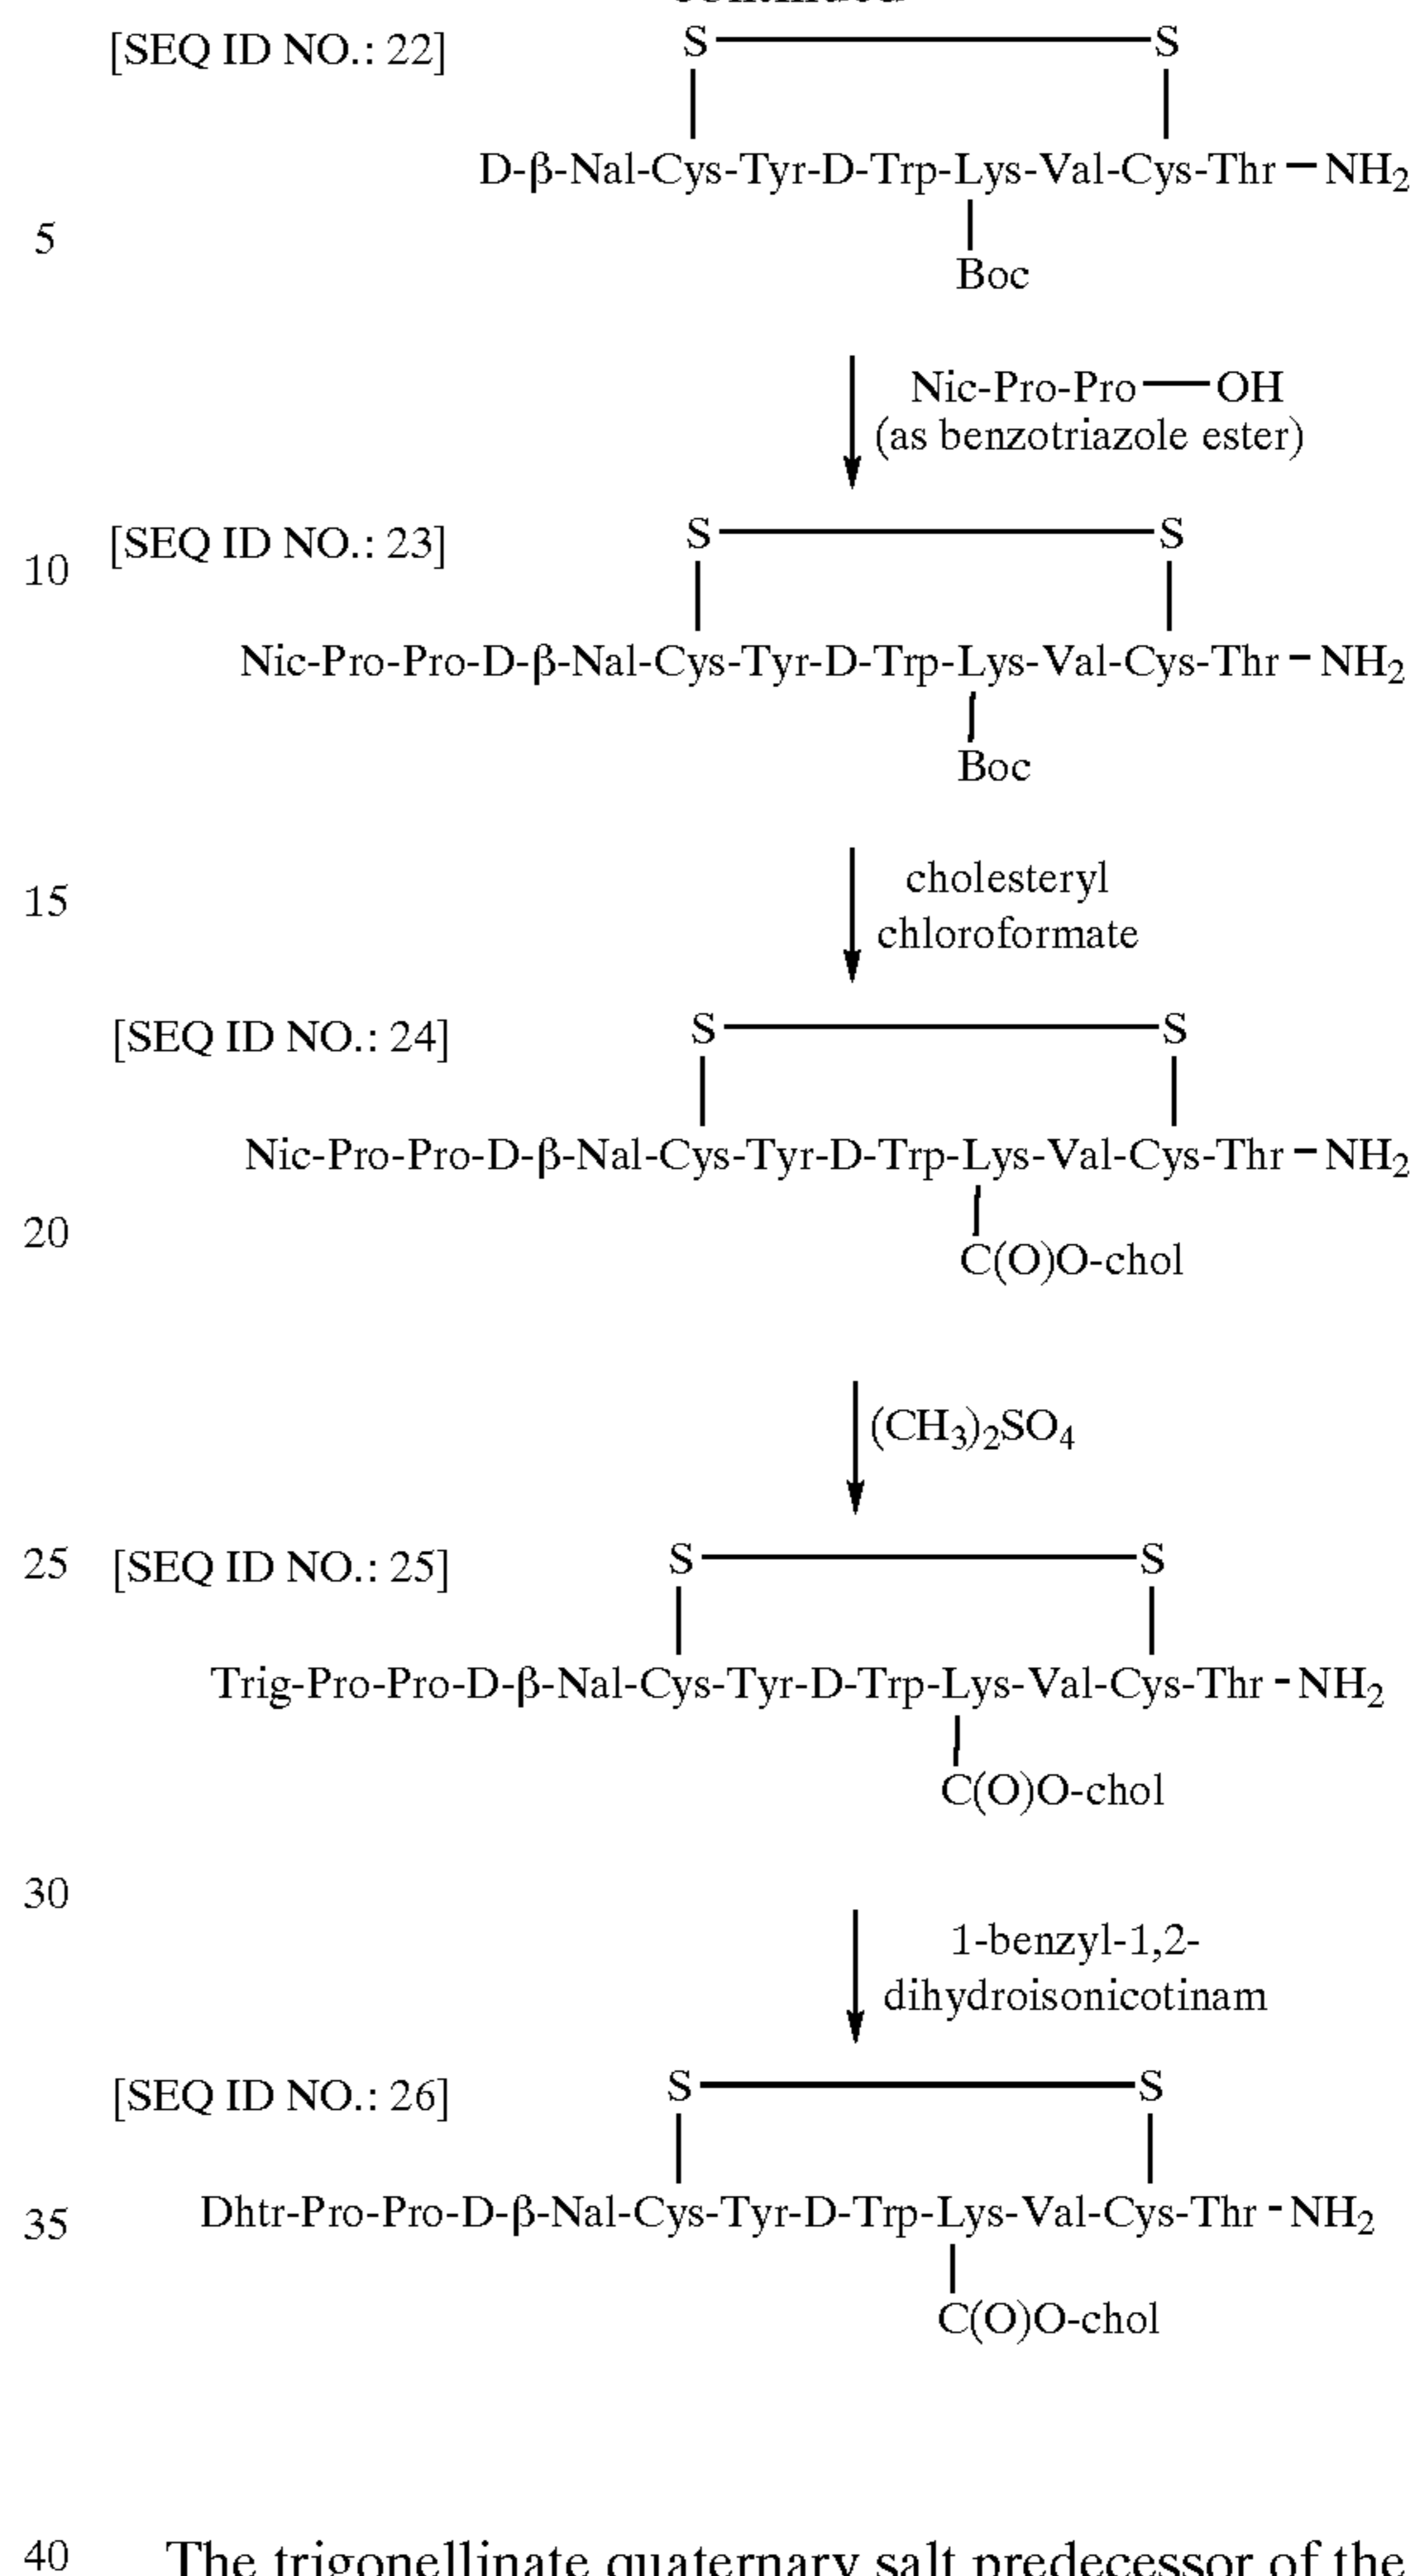 [SEQ ID NO.: 22]
S S
D-β-Nal-Cys-Tyr-D-Trp-Lys-Val-Cys-Thr — NH2
5
Boc
Nic-Pro-Pro — OH
(as benzotriazole ester)
[SEQ ID NO.: 23]
S S
10
Nic-Pro-Pro-D-β-Nal-Cys-Tyr-D-Trp-Lys-Val-Cys-Thr – NH2
Boc
15
cholesteryl
chloroformate
[SEQ ID NO.: 24]
S S
Nic-Pro-Pro-D-β-Nal-Cys-Tyr-D-Trp-Lys-Val-Cys-Thr – NH2
20
C(O)O-chol
(CH3)2SO4
25
[SEQ ID NO.: 25]
S S
Trig-Pro-Pro-D-β-Nal-Cys-Tyr-D-Trp-Lys-Val-Cys-Thr - NH2
C(O)O-chol
30
1-benzyl-1,2-
dihydroisonicotinam
[SEQ ID NO.: 26]
S S
35
Dhtr-Pro-Pro-D-β-Nal-Cys-Tyr-D-Trp-Lys-Val-Cys-Thr - NH2
C(O)O-chol
40
The trigonellinate quaternary salt predecessor of the